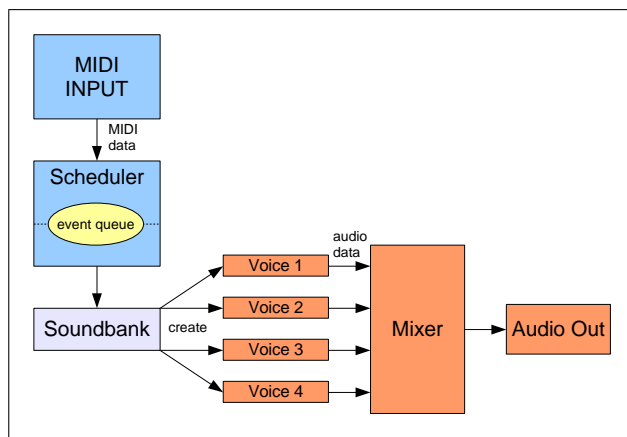 MIDI
INPUT
MIDI
data
Scheduler
event queue
Soundbank
create
Voice 1
Voice 2
Voice 3
Voice 4
audio
data
Mixer
Audio Out